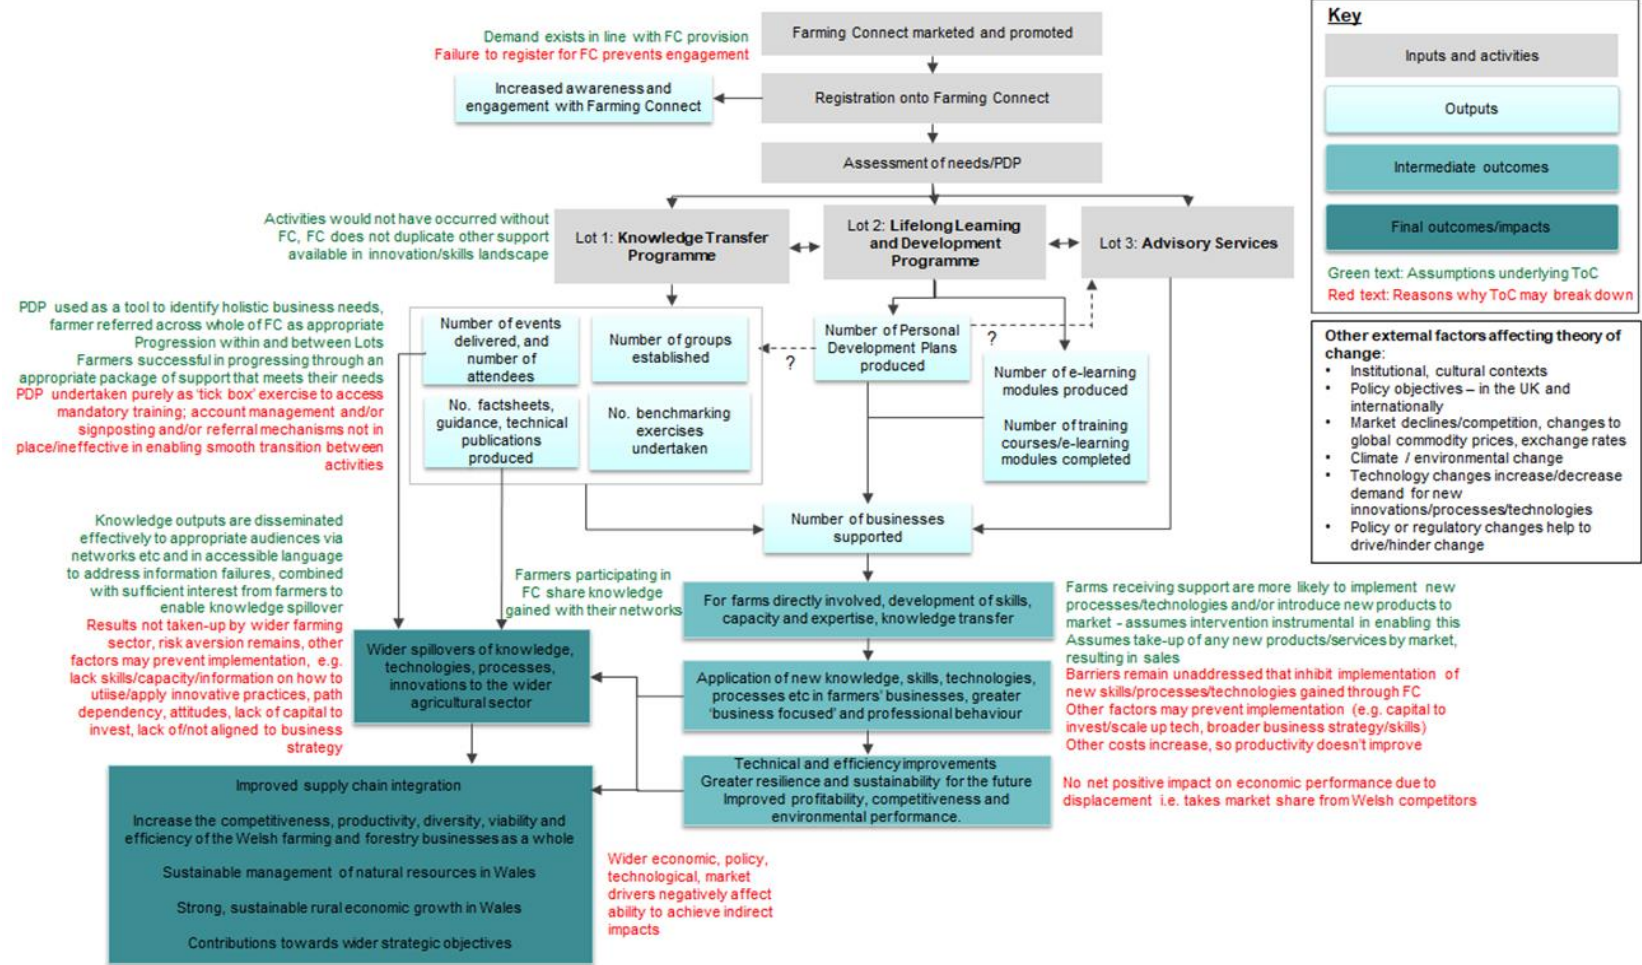 Demand exists in line with FC provision
Failure to register for FC prevents engagement
Farming Connect marketed and promoted
Increased awareness and
engagement with Farming Connect
Registration onto Farming Connect
Assessment of needs/PDP
Activities would not have occurred without
FC, FC does not duplicate other support
available in innovation/skills landscape
Lot 1: Knowledge Transfer
Programme
Lot 2: Lifelong Learning
and Development
Programme
Lot 3: Advisory Services
PDP used as a tool to identify holistic business needs,
farmer referred across whole of FC as appropriate
Progression within and between Lots
Farmers successful in progressing through an
appropriate package of support that meets their needs
PDP undertaken purely as 'tick box' exercise to access
mandatory training; account management and/or
signposting and/or referral mechanisms not in
place/ineffective in enabling smooth transition between
activities
Number of events
delivered, and
number of
attendees
Number of groups
established
No. factsheets,
guidance, technical
publications
produced
No. benchmarking
exercises
undertaken
?
Number of Personal
Development Plans
produced
?
Number of e-learning
modules produced
Number of training
courses/e-learning
modules completed
Number of businesses
supported
Knowledge outputs are disseminated
effectively to appropriate audiences via
networks etc and in accessible language
to address information failures, combined
with sufficient interest from farmers to
enable knowledge spillover
Results not taken-up by wider farming
sector, risk aversion remains, other
factors may prevent implementation, e.g.
lack skills/capacity/information on how to
utiise/apply innovative practices, path
dependency, attitudes, lack of capital to
invest, lack of/not aligned to business
strategy
Farmers participating in
FC share knowledge
gained with their networks
For farms directly involved, development of skills,
capacity and expertise, knowledge transfer
Wider spillovers of knowledge,
technologies, processes,
innovations to the wider
agricultural sector
Application of new knowledge, skills, technologies,
processes etc in farmers' businesses, greater
'business focused' and professional behaviour
Technical and efficiency improvements
Greater resilience and sustainability for the future
Improved profitability, competitiveness and
environmental performance.
Farms receiving support are more likely to implement new
processes/technologies and/or introduce new products to
market - assumes intervention instrumental in enabling this
Assumes take-up of any new products/services by market,
resulting in sales
Barriers remain unaddressed that inhibit implementation of
new skills/processes/technologies gained through FC
Other factors may prevent implementation (e.g. capital to
invest/scale up tech, broader business strategy/skills)
Other costs increase, so productivity doesn't improve
No net positive impact on economic performance due to
displacement i.e. takes market share from Welsh competitors
Improved supply chain integration
Increase the competitiveness, productivity, diversity, viability and
efficiency of the Welsh farming and forestry businesses as a whole
Sustainable management of natural resources in Wales
Strong, sustainable rural economic growth in Wales
Contributions towards wider strategic objectives
Wider economic, policy,
technological, market
drivers negatively affect
ability to achieve indirect
impacts
Key
Inputs and activities
Outputs
Intermediate outcomes
Final outcomes/impacts
Green text: Assumptions underlying ToC
Red text: Reasons why ToC may break down
Other external factors affecting theory of
change:
• Institutional, cultural contexts
• Policy objectives – in the UK and
internationally
• Market declines/competition, changes to
global commodity prices, exchange rates
• Climate / environmental change
• Technology changes increase/decrease
demand for new
innovations/processes/technologies
• Policy or regulatory changes help to
drive/hinder change